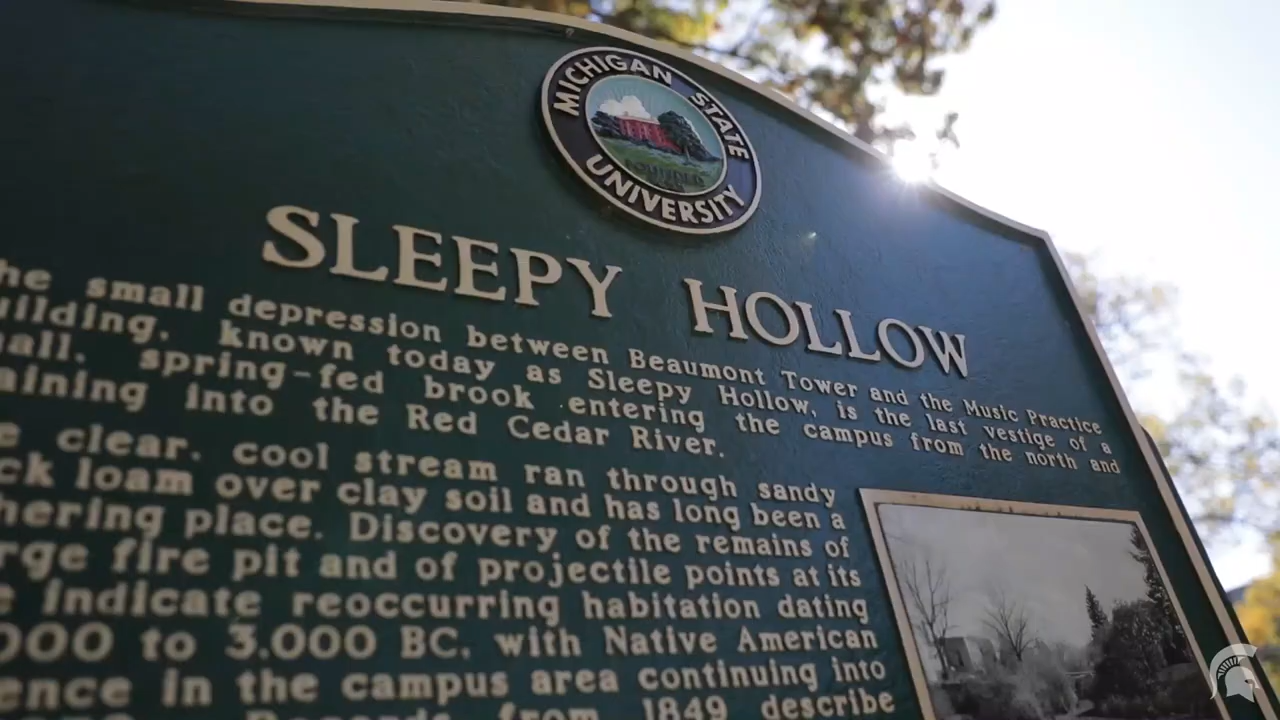 MICHIGAN STATE UNIVERSITY
FOUNDED
SLEEPY HOLLOW
he small depression between Beaumont Tower and the Music Practice
uilding, known today as Sleepy Hollow, is the last vestige of a
all, spring-fed brook entering the campus from the north and
aining into the Red Cedar River.
e clear, cool stream ran through sandy
ck loam over clay soil and has long been a
hering place. Discovery of the remains of
rge fire pit and of projectile points at its
e indicate reoccurring habitation dating
000 to 3,000 BC, with Native American
ence in the campus area continuing into
Records from 1849 describe